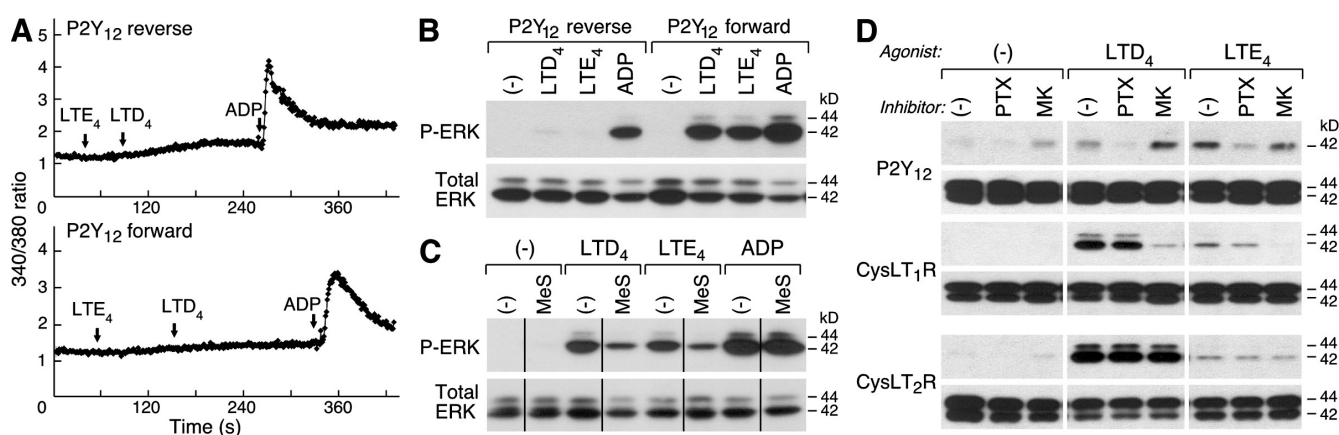 A
P2Y12 reverse
5
4
3
2
1
0
LTE4
LTD4
ADP
120
240
360
340/380 ratio
P2Y12 forward
4
3
2
1
0
LTE4
LTD4
ADP
120
240
360
Time (s)
B
P2Y12 reverse
P2Y12 forward
(-)
LTD4
LTE4
ADP
(-)
LTD4
LTE4
ADP
kD
P-ERK
44
42
Total
ERK
44
42
C
(-)
LTD4
LTE4
ADP
(-)
MeS
(-)
MeS
(-)
MeS
(-)
MeS
kD
P-ERK
44
42
Total
ERK
44
42
D
Agonist:
(-)
LTD4
LTE4
Inhibitor:
(-)
PTX
MK
(-)
PTX
MK
(-)
PTX
MK
kD
42
P2Y12
44
42
44
42
CysLT1R
44
42
44
42
CysLT2R
44
42